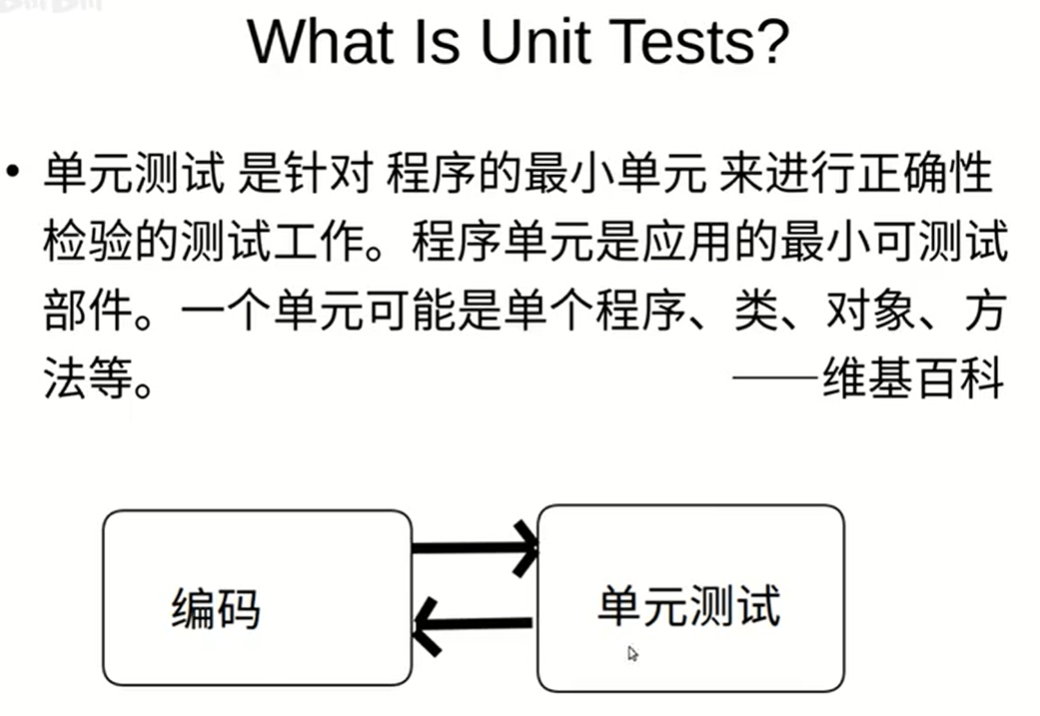 What Is Unit Tests?
• 单元测试 是针对 程序的最小单元 来进行正确性
检验的测试工作。程序单元是应用的最小可测试
部件。一个单元可能是单个程序、类、对象、方
法等。 ——维基百科
编码
单元测试